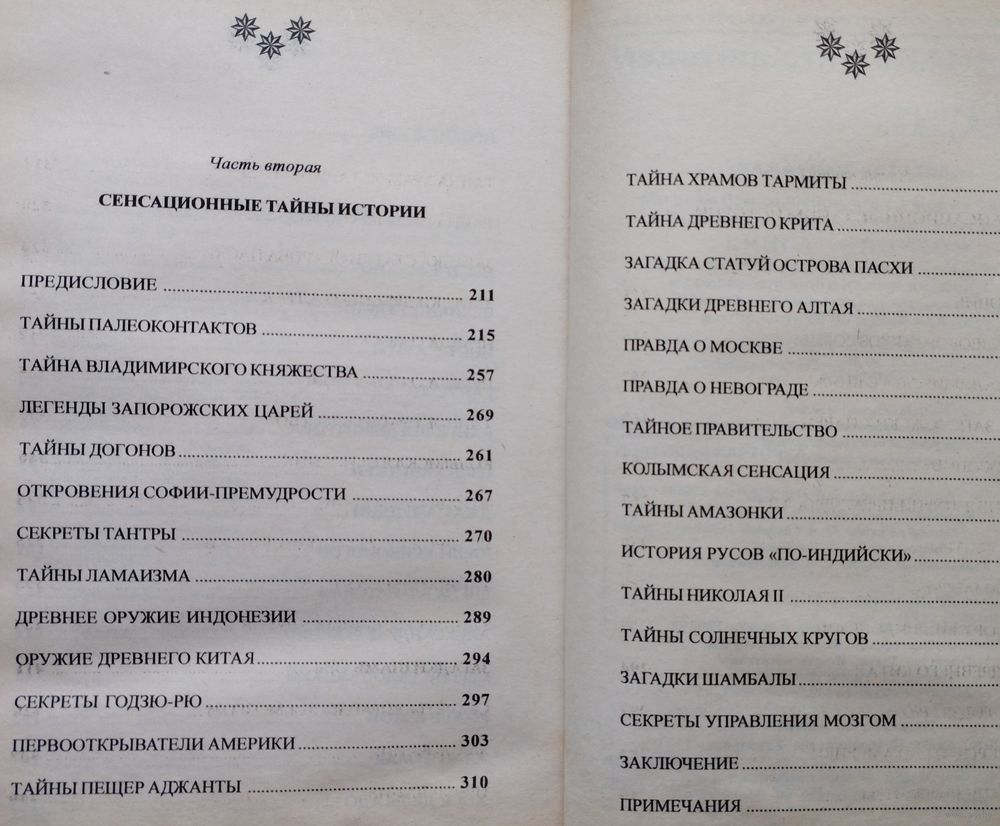 Часть вторая
СЕНСАЦИОННЫЕ ТАЙНЫ ИСТОРИИ
ПРЕДИСЛОВИЕ 211
ТАЙНЫ ПАЛЕОКОНТАКТОВ 215
ТАЙНА ВЛАДИМИРСКОГО КНЯЖЕСТВА 257
ЛЕГЕНДЫ ЗАПОРОЖСКИХ ЦАРЕЙ 269
ТАЙНЫ ДОГОНОВ 261
ОТКРОВЕНИЯ СОФИИ-ПРЕМУДРОСТИ 267
СЕКРЕТЫ ТАНТРЫ 270
ТАЙНЫ ЛАМАИЗМА 280
ДРЕВНЕЕ ОРУЖИЕ ИНДОНЕЗИИ 289
ОРУЖИЕ ДРЕВНЕГО КИТАЯ 294
СЕКРЕТЫ ГОДЗЮ-РЮ 297
ПЕРВООТКРЫВАТЕЛИ АМЕРИКИ 303
ТАЙНЫ ПЕЩЕР АДЖАНТЫ 310
ТАЙНА ХРАМОВ ТАРМИТЫ
ТАЙНА ДРЕВНЕГО КРИТА
ЗАГАДКА СТАТУЙ ОСТРОВА ПАСХИ
ЗАГАДКИ ДРЕВНЕГО АЛТАЯ
ПРАВДА О МОСКВЕ
ПРАВДА О НЕВОГРАДЕ
ТАЙНОЕ ПРАВИТЕЛЬСТВО
КОЛЫМСКАЯ СЕНСАЦИЯ
ТАЙНЫ АМАЗОНКИ
ИСТОРИЯ РУСОВ «ПО-ИНДИЙСКИ»
ТАЙНЫ НИКОЛАЯ II
ТАЙНЫ СОЛНЕЧНЫХ КРУГОВ
ЗАГАДКИ ШАМБАЛЫ
СЕКРЕТЫ УПРАВЛЕНИЯ МОЗГОМ
ЗАКЛЮЧЕНИЕ
ПРИМЕЧАНИЯ